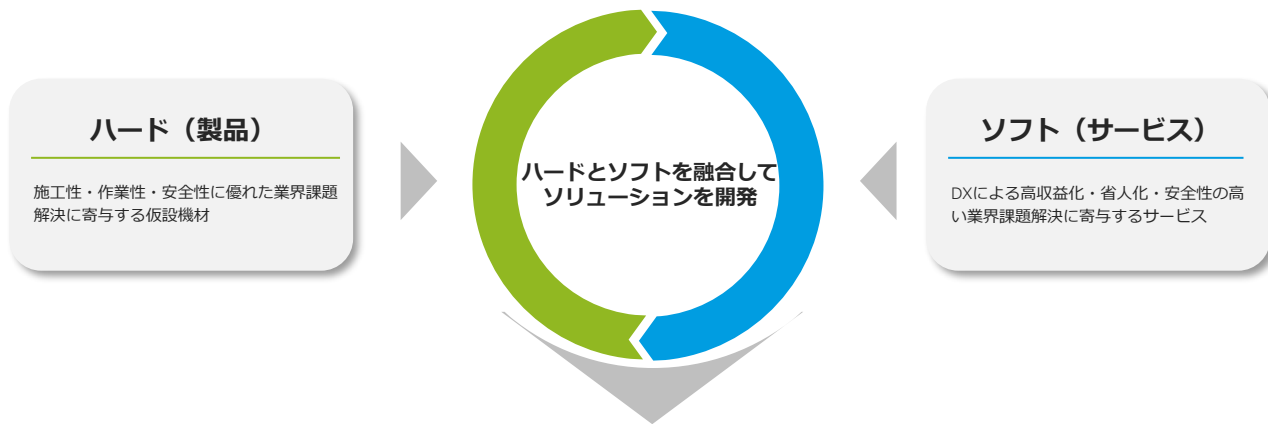 ハード（製品）
施工性・作業性・安全性に優れた業界課題
解決に寄与する仮設機材
ハードとソフトを融合して
ソリューションを開発
ソフト（サービス）
DXによる高収益化・省人化・安全性の高
い業界課題解決に寄与するサービス